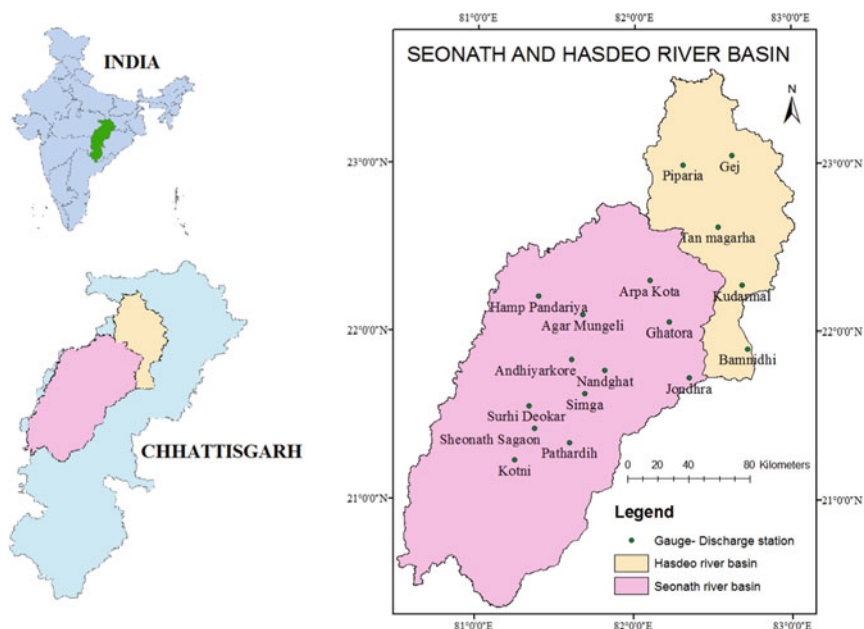 INDIA
CHHATTISGARH
81°0'0"E
82°0'0"E
83°0'0"E
SEONATH AND HASDEO RIVER BASIN
N
23°0'0"N
23°0'0"N
Gej
Piparia
Tan magarha
Arpa Kota
Kudarmal
Hamp Pandariya
22°0'0"N
22°0'0"N
Agar Mungeli
Ghatora
Bamnidhi
Andhiyarkore
Nandghat
Jondhra
Simga
Surhi Deokar
Sheonath Sagaon
Pathardih
Kotni
0 20 40 80 Kilometers
21°0'0"N
21°0'0"N
Legend
Gauge- Discharge station
Hasdeo river basin
Seonath river basin
81°0'0"E
82°0'0"E
83°0'0"E